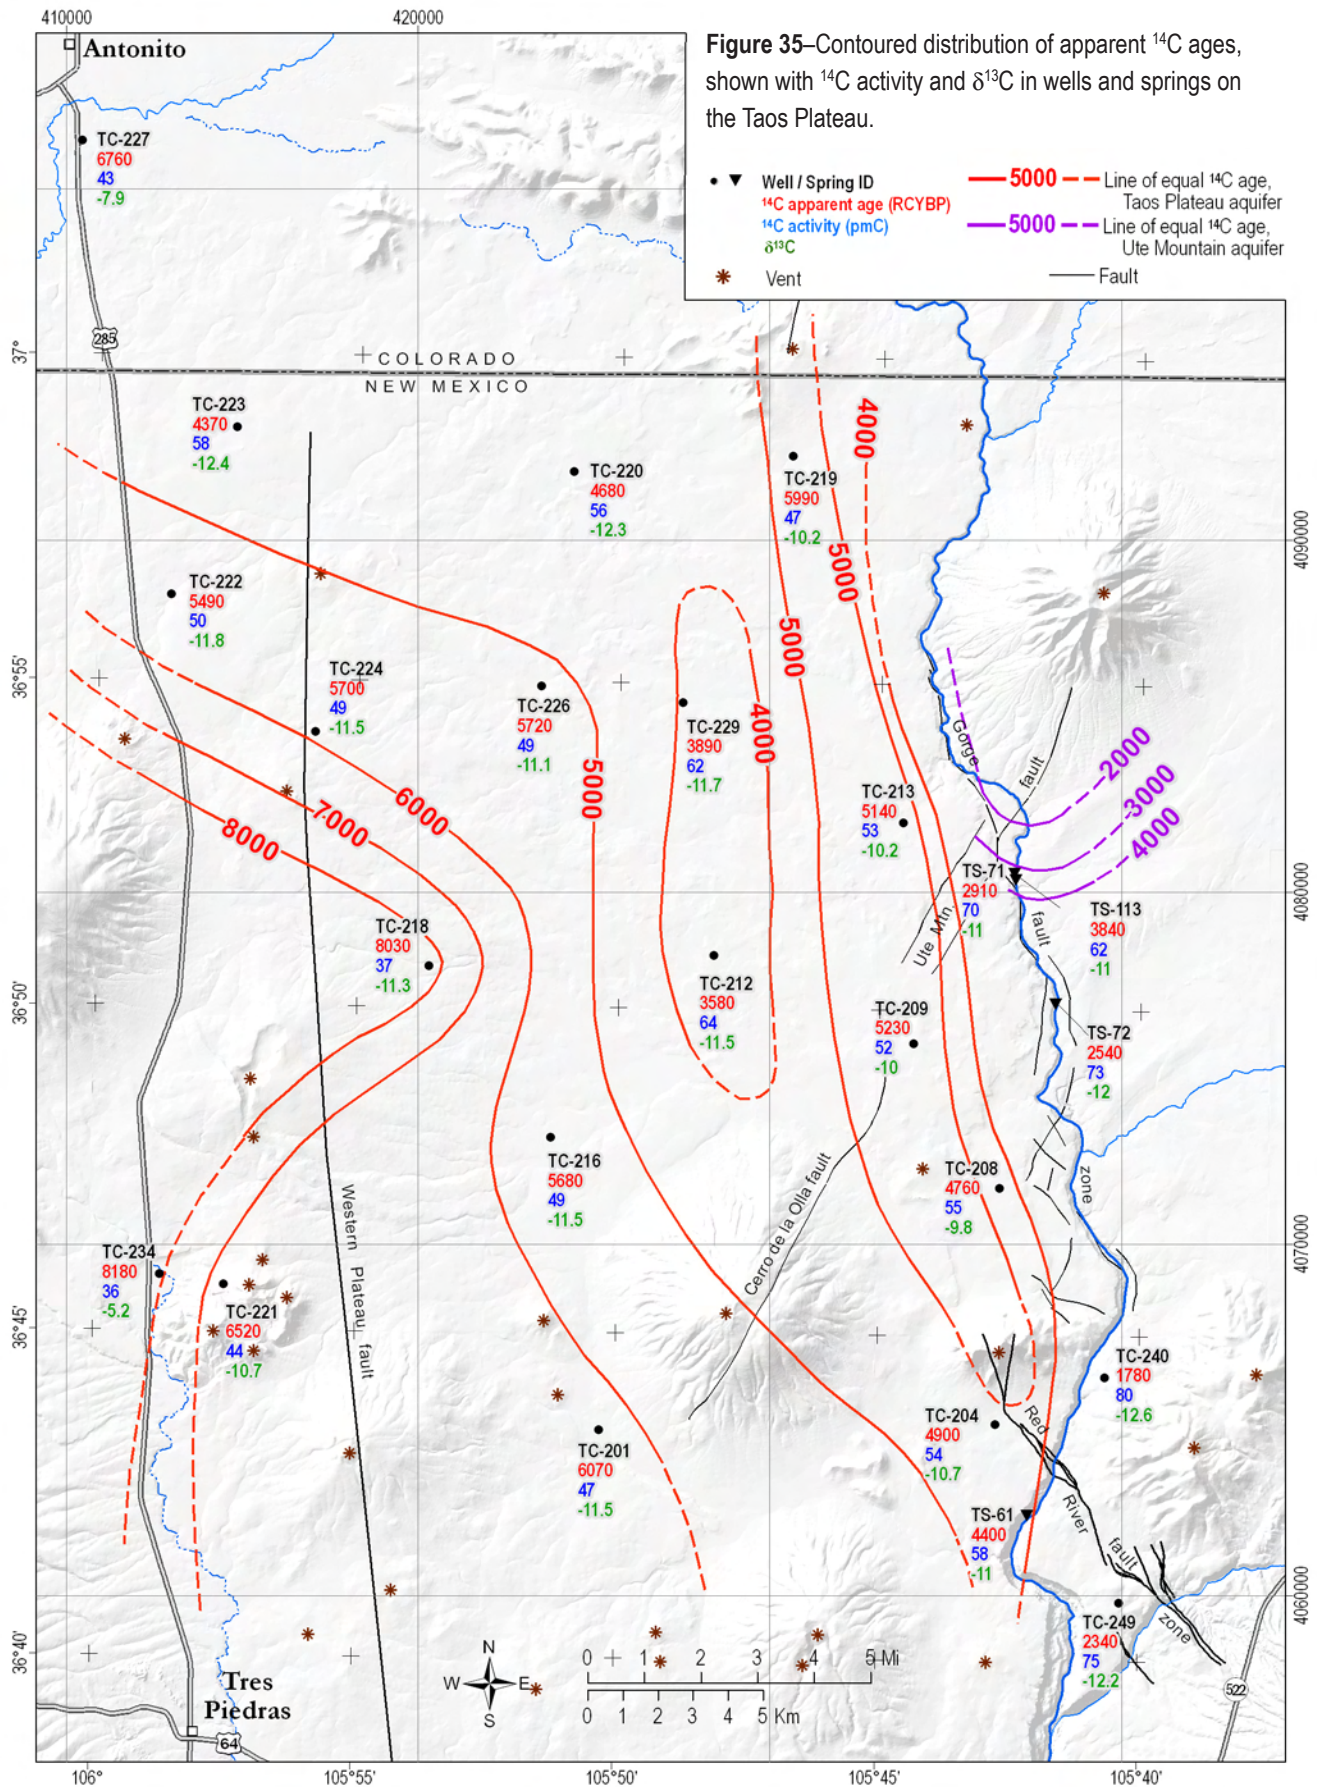 410000
420000
Antonito
Figure 35–Contoured distribution of apparent ¹⁴C ages,
shown with ¹⁴C activity and δ¹³C in wells and springs on
the Taos Plateau.
Well / Spring ID
¹⁴C apparent age (RCYBP)
¹⁴C activity (pmC)
δ¹³C
Vent
5000
Line of equal ¹⁴C age,
Taos Plateau aquifer
5000
Line of equal ¹⁴C age,
Ute Mountain aquifer
Fault
TC-227
6760
43
-7.9
285
37°
COLORADO
NEW MEXICO
TC-223
4370
58
-12.4
TC-220
4680
56
-12.3
TC-219
5990
47
-10.2
4000
5000
4090000
TC-222
5490
50
-11.8
5000
36°55'
TC-224
5700
49
-11.5
TC-226
5720
49
-11.1
TC-229
3890
62
-11.7
4000
5000
Gorge
fault
2000
3000
4000
8000
7000
6000
TC-213
5140
53
-10.2
TS-71
2910
70
-11
4080000
TS-113
3840
62
-11
Ute Mtn.
fault
TC-218
8030
37
-11.3
TC-212
3580
64
-11.5
36°50'
TC-209
5230
52
-10
TS-72
2540
73
-12
TC-216
5680
49
-11.5
TC-208
4760
55
-9.8
zone
Cerro de la Olla fault
Western Plateau fault
4070000
TC-234
8180
36
-5.2
TC-221
6520
44
-10.7
36°45'
TC-240
1780
80
-12.6
TC-204
4900
54
-10.7
Red
River
fault
zone
TC-201
6070
47
-11.5
TS-61
4400
58
-11
4060000
TC-249
2340
75
-12.2
36°40'
Tres
Piedras
64
N
W E
S
0 1 2 3 4 5 Mi
0 1 2 3 4 5 Km
522
106°
105°55'
105°50'
105°45'
105°40'